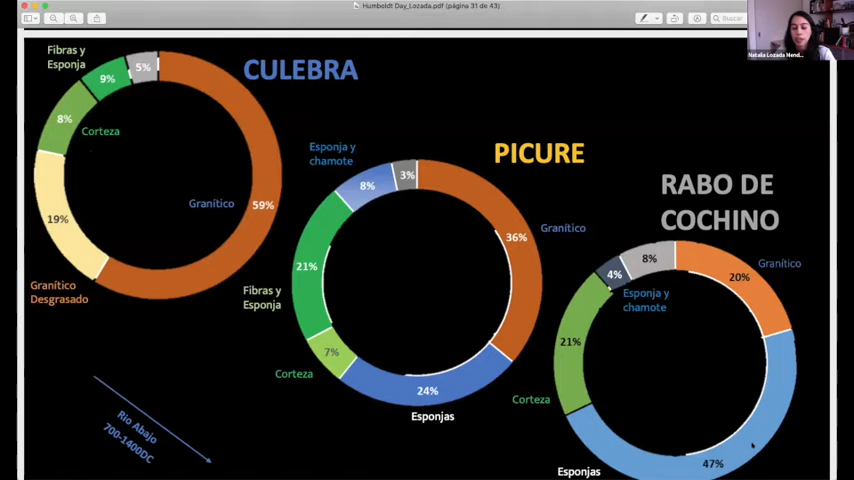 Humboldt Day_Lozada.pdf (página 31 de 43)
Buscar
Natalia Lozada Mend...
Fibras y
Esponja
9%
5%
CULEBRA
8%
Corteza
Granítico
59%
19%
Granítico
Desgrasado
Esponja y
chamote
8%
3%
PICURE
36%
Granítico
21%
Fibras y
Esponja
7%
Corteza
24%
Esponjas
RABO DE
COCHINO
8%
4%
20%
Granítico
Esponja y
chamote
21%
Corteza
47%
Esponjas
Rio Abajo
700-1400DC